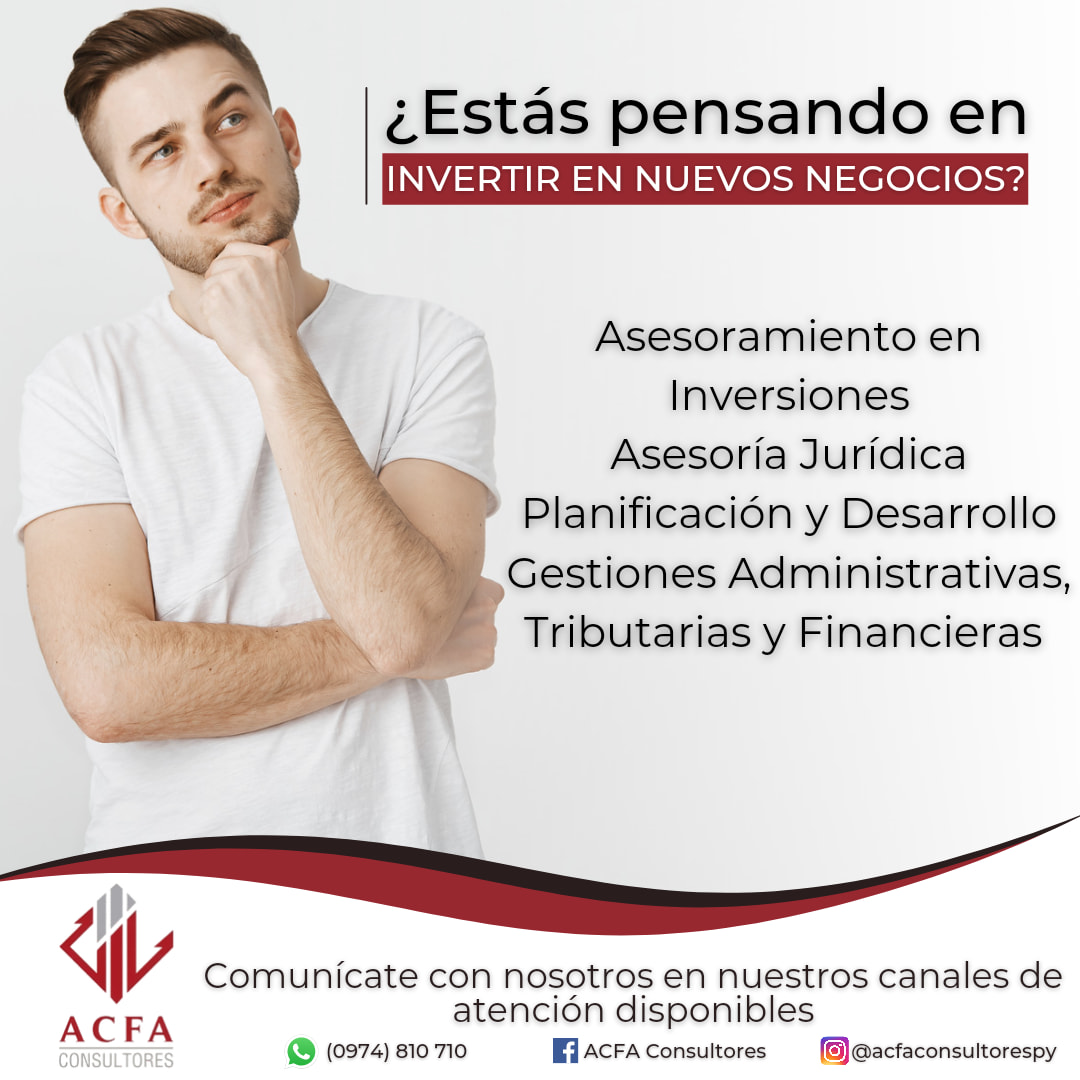 ¿Estás pensando en
INVERTIR EN NUEVOS NEGOCIOS?
Asesoramiento en
Inversiones
Asesoría Jurídica
Planificación y Desarrollo
Gestiones Administrativas,
Tributarias y Financieras
ACFA
CONSULTORES
Comunícate con nosotros en nuestros canales de
atención disponibles
(0974) 810 710
ACFA Consultores
@acfaconsultorespy